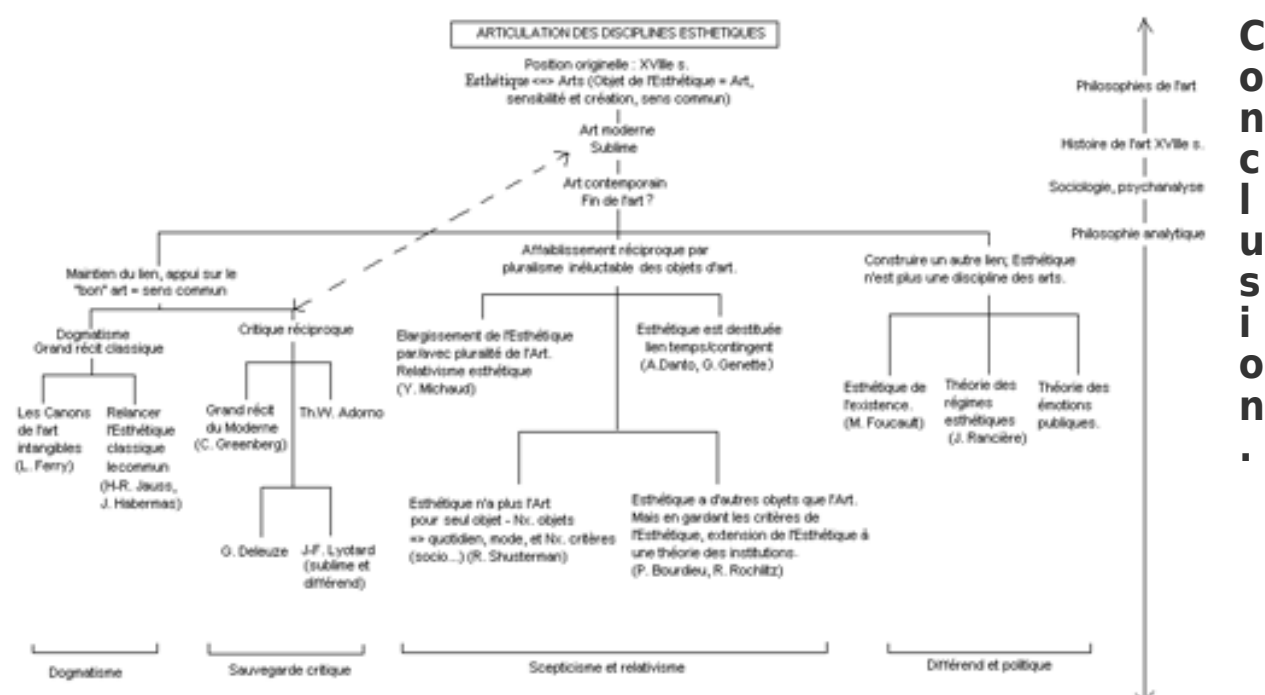 ARTICULATION DES DISCIPLINES ESTHETIQUES
Position originelle : XVIIIe s.
Esthétique <=> Arts (Objet de l'Esthétique = Art,
sensibilité et création, sens commun)
Art moderne
Sublime
Art contemporain
Fin de l'art ?
Maintien du lien, appui sur le
"bon" art = sens commun
Dogmatisme
Grand récit classique
Les Canons
de l'art
intangibles
(L. Ferry)
Relancer
l'Esthétique
classique
le commun
(H-R. Jauss,
J. Habermas)
Critique réciproque
Grand récit
du Moderne
(C. Greenberg)
Th.W. Adorno
G. Deleuze
J-F. Lyotard
(sublime et
différend)
Affaiblissement réciproque par
pluralisme inéluctable des objets d'art.
Elargissement de l'Esthétique
par/avec pluralité de l'Art.
Relativisme esthétique
(Y. Michaud)
Esthétique est destituée
lien temps/contingent
(A.Danto, G. Genette)
Esthétique n'a plus l'Art
pour seul objet - Nx. objets
=> quotidien, mode, et Nx. critères
(socio...) (R. Shusterman)
Esthétique a d'autres objets que l'Art.
Mais en gardant les critères de
l'Esthétique, extension de l'Esthétique à
une théorie des institutions.
(P. Bourdieu, R. Rochlitz)
Construire un autre lien; Esthétique
n'est plus une discipline des arts.
Esthétique de
l'existence.
(M. Foucault)
Théorie des
régimes
esthétiques
(J. Rancière)
Théorie des
émotions
publiques.
Dogmatisme
Sauvegarde critique
Scepticisme et relativisme
Différend et politique
Philosophies de l'art
Histoire de l'art XVIIIe s.
Sociologie, psychanalyse
Philosophie analytique
Conclusion.